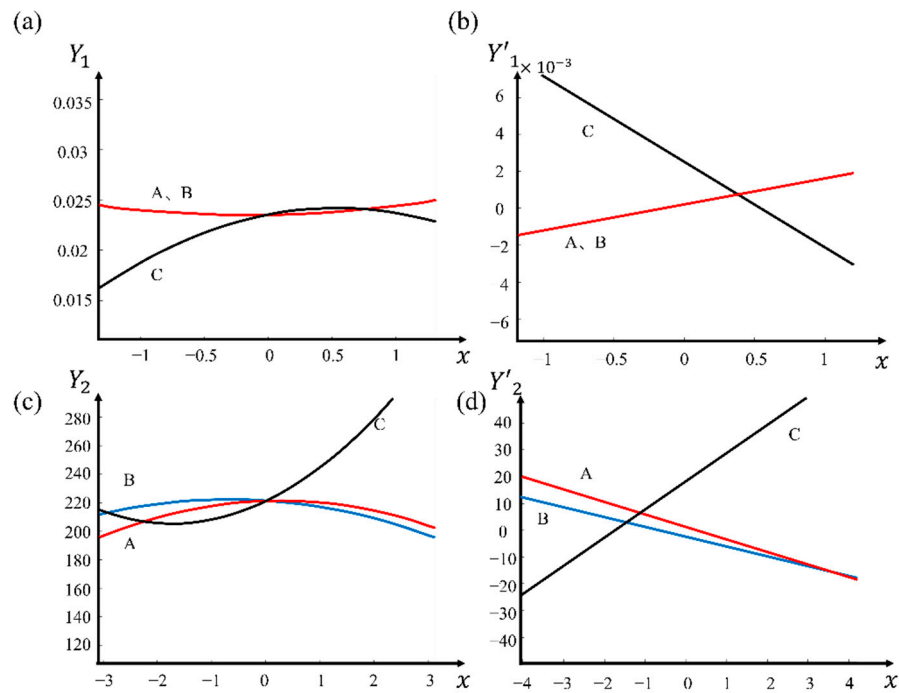 (a)
Y₁
0.035
0.03
0.025
0.02
0.015
A、B
C
−1
−0.5
0
0.5
1
x
(b)
Y′₁ × 10⁻³
6
4
2
0
−2
−4
−6
C
A、B
−1
−0.5
0
0.5
1
x
(c)
Y₂
280
260
240
220
200
180
160
140
120
B
A
C
−3
−2
−1
0
1
2
3
x
(d)
Y′₂
40
30
20
10
0
−10
−20
−30
−40
A
B
C
−4
−3
−2
−1
0
1
2
3
4
x